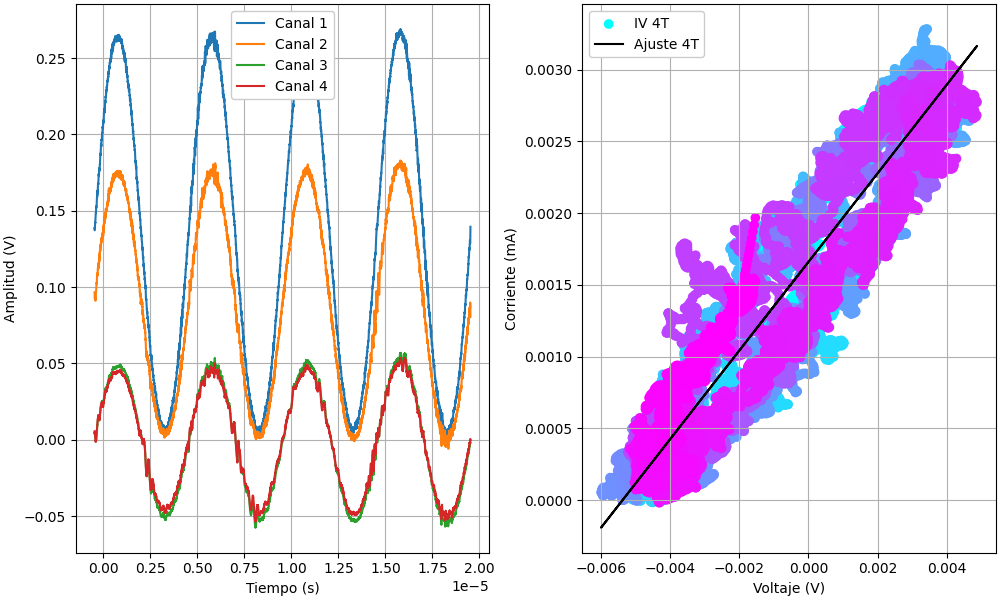 Canal 1
Canal 2
Canal 3
Canal 4
Amplitud (V)
0.25
0.20
0.15
0.10
0.05
0.00
−0.05
0.00 0.25 0.50 0.75 1.00 1.25 1.50 1.75 2.00
1e−5
Tiempo (s)
IV 4T
Ajuste 4T
Corriente (mA)
0.0030
0.0025
0.0020
0.0015
0.0010
0.0005
0.0000
−0.006 −0.004 −0.002 0.000 0.002 0.004
Voltaje (V)